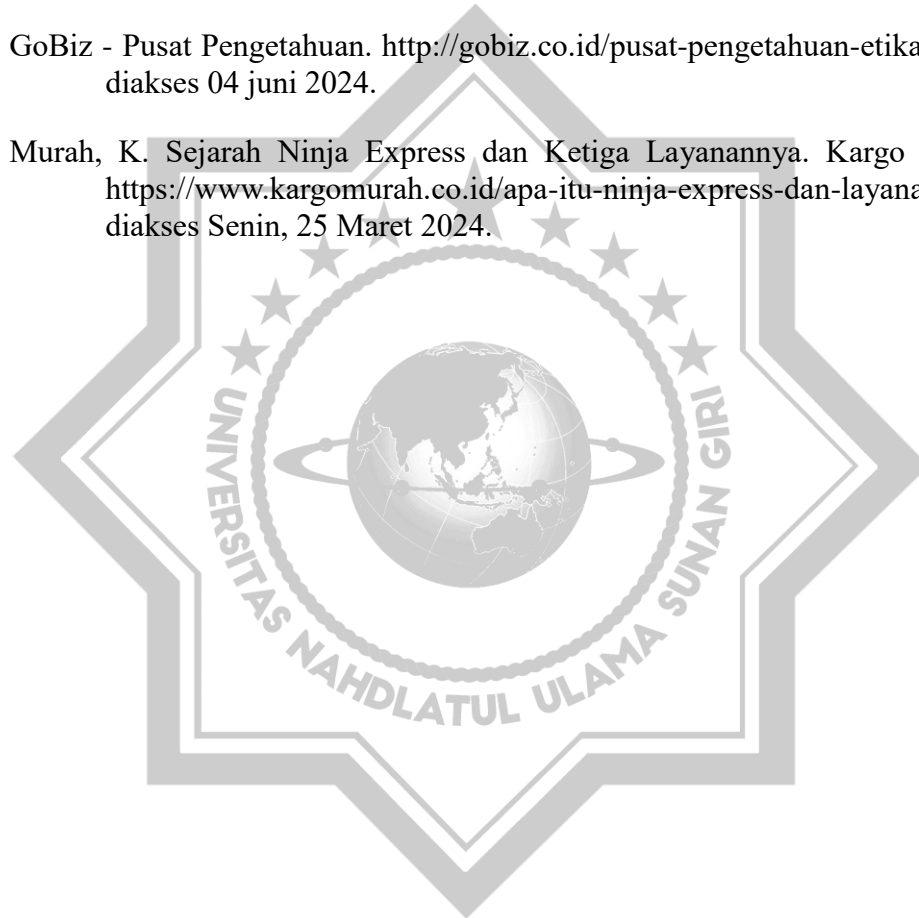 GoBiz - Pusat Pengetahuan. http://gobiz.co.id/pusat-pengetahuan-etika
diakses 04 juni 2024.
Murah, K. Sejarah Ninja Express dan Ketiga Layanannya. Kargo
https://www.kargomurah.co.id/apa-itu-ninja-express-dan-layana
diakses Senin, 25 Maret 2024.
UNIVERSITAS NAHDLATUL ULAMA SUNAN GIRI